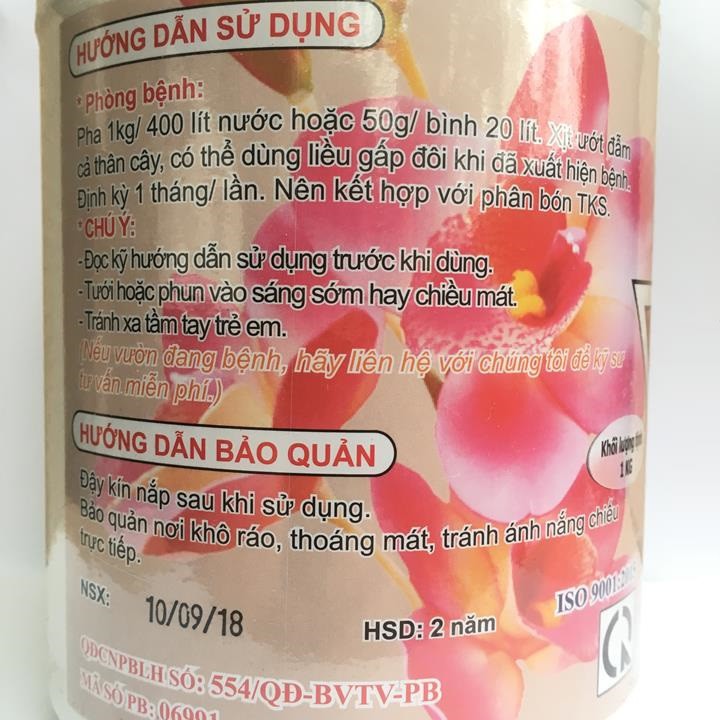 HƯỚNG DẪN SỬ DỤNG
* Phòng bệnh:
Pha 1kg/ 400 lít nước hoặc 50g/ bình 20 lít. Xịt ướt đẫm
cả thân cây, có thể dùng liều gấp đôi khi đã xuất hiện bệnh.
Định kỳ 1 tháng/ lần. Nên kết hợp với phân bón TKS.
*CHÚ Ý:
-Đọc kỹ hướng dẫn sử dụng trước khi dùng.
-Tưới hoặc phun vào sáng sớm hay chiều mát.
-Tránh xa tầm tay trẻ em.
(Nếu vườn đang bệnh, hãy liên hệ với chúng tôi để kỹ sư
tư vấn miễn phí.)
HƯỚNG DẪN BẢO QUẢN
Khối lượng tịnh
1 KG
Đậy kín nắp sau khi sử dụng.
Bảo quản nơi khô ráo, thoáng mát, tránh ánh nắng chiếu
trực tiếp.
NSX: 10/09/18
HSD: 2 năm
ISO 9001:2015
QĐCNPBLH SỐ: 554/QĐ-BVTV-PB
MÃ SỐ PB: 06991